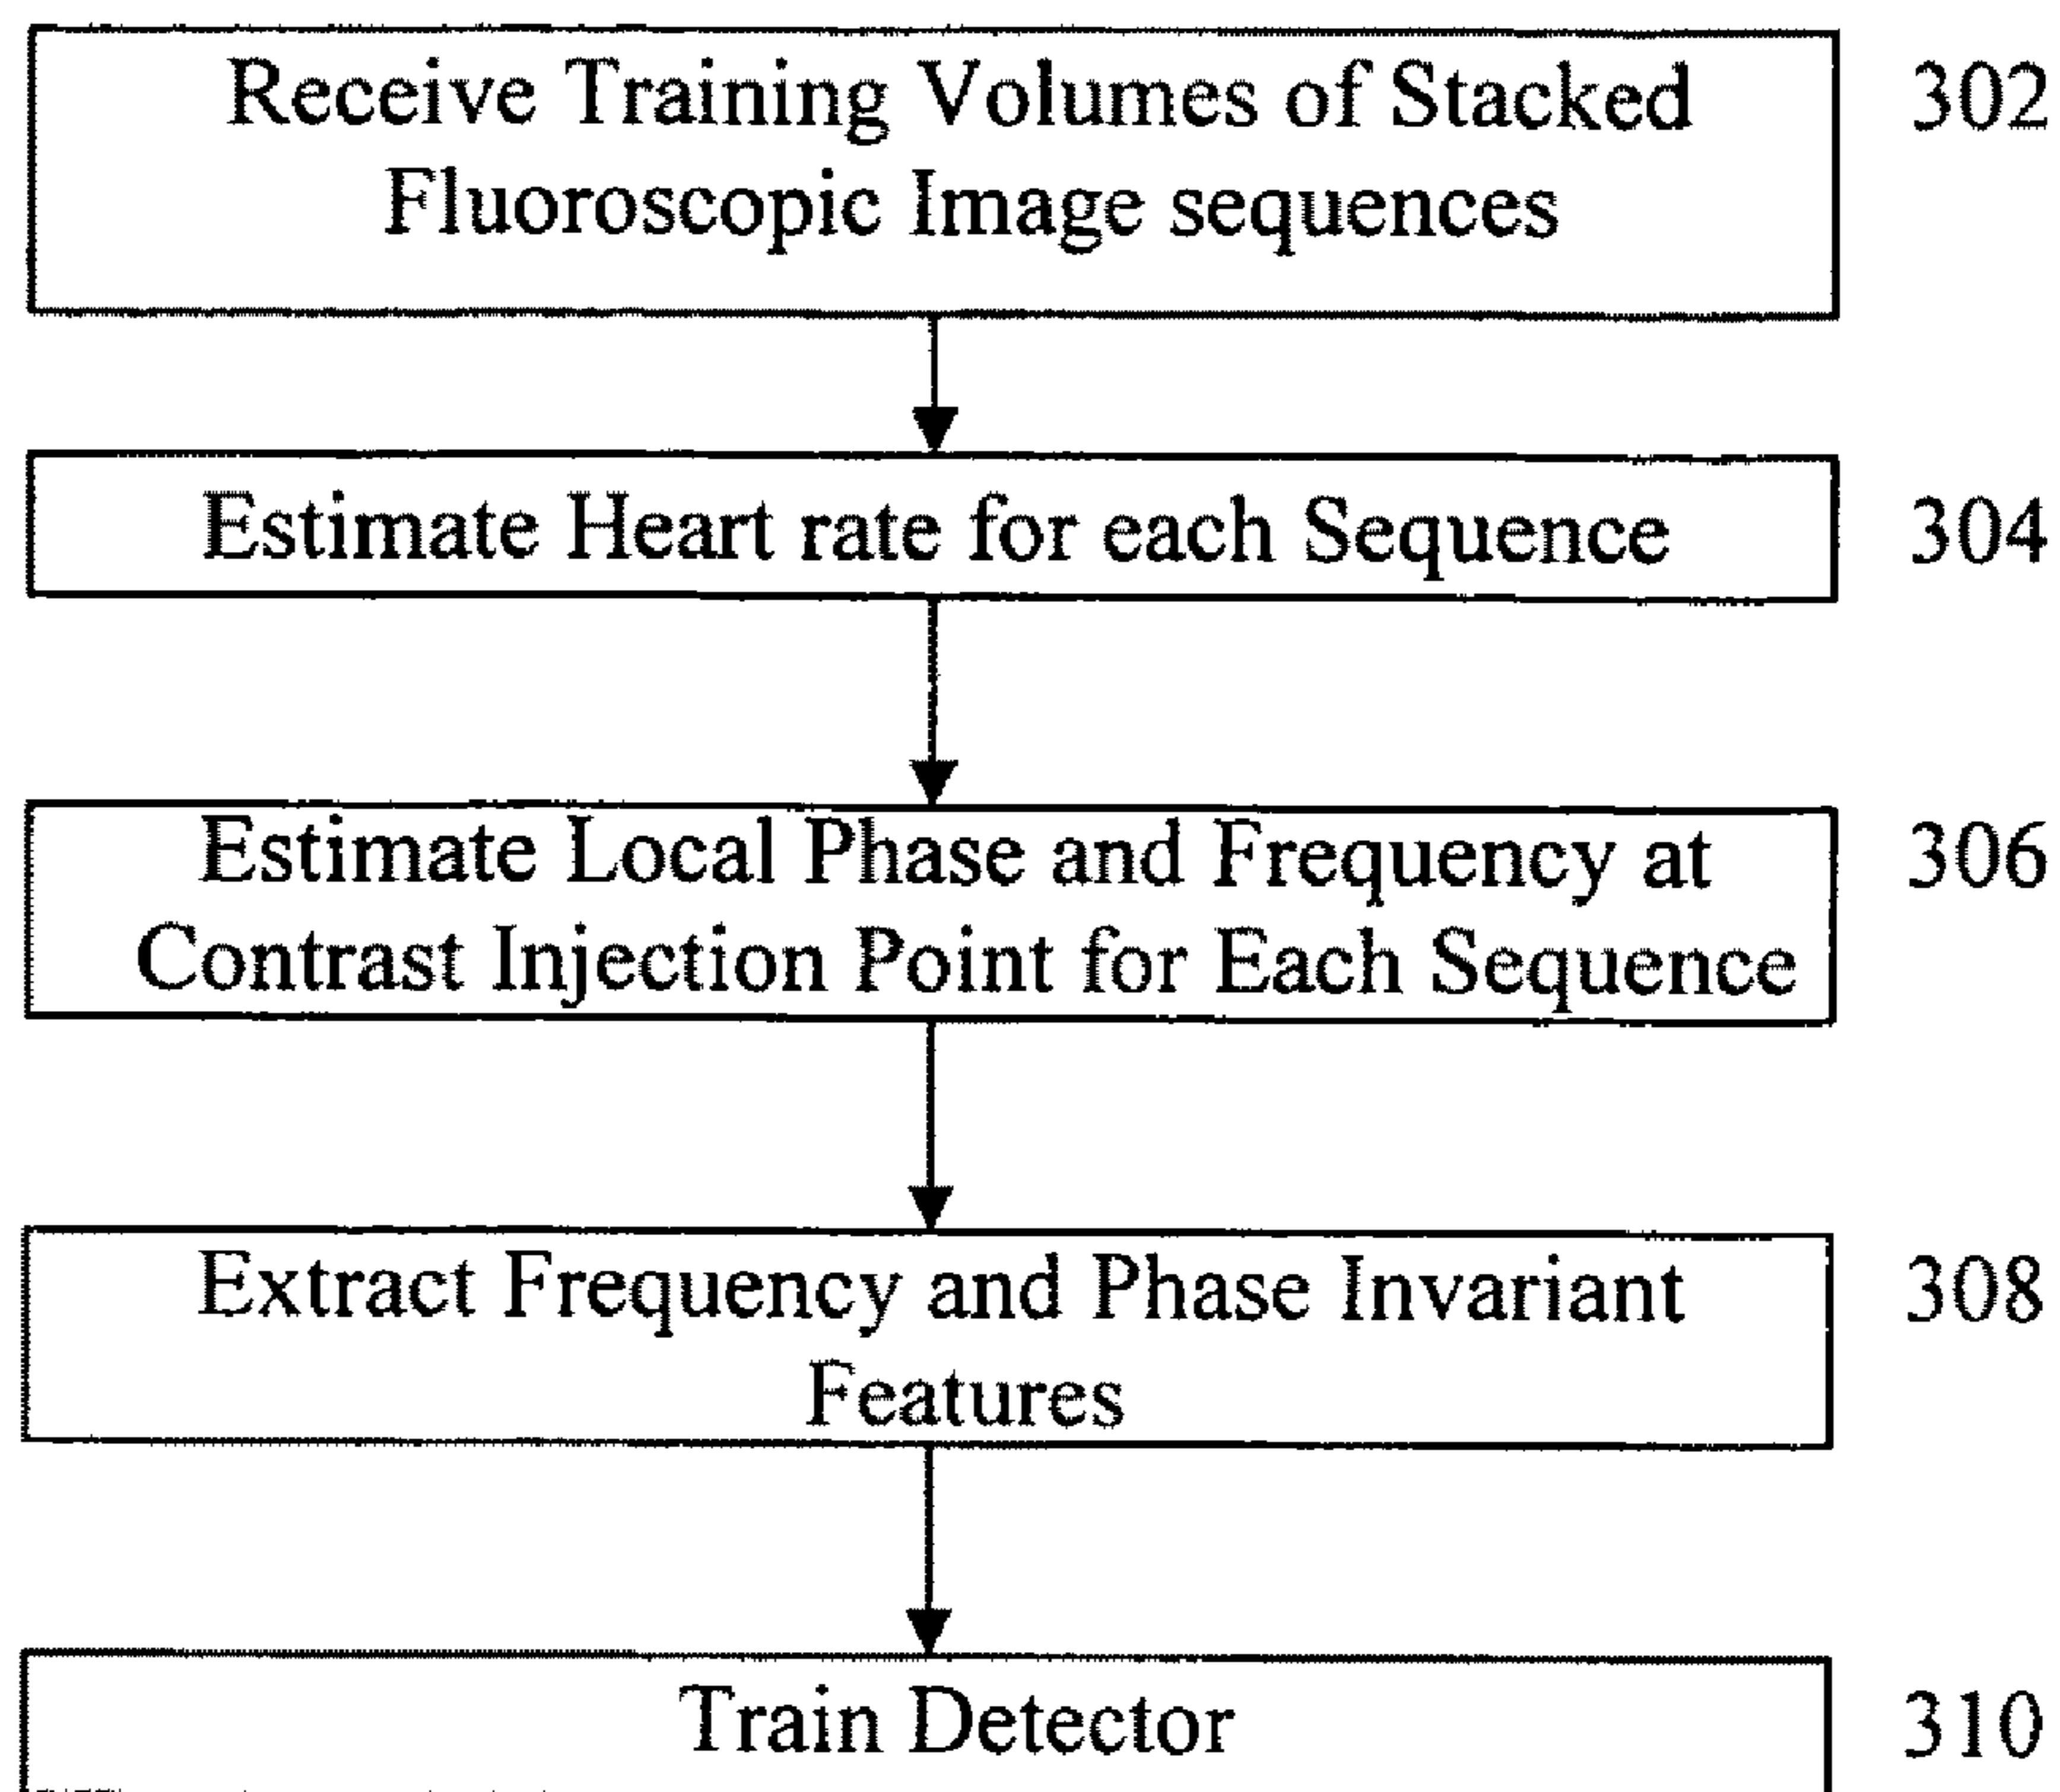 Receive Training Volumes of Stacked 302
Fluoroscopic Image sequences
Estimate Heart rate for each Sequence 304
Estimate Local Phase and Frequency at 306
Contrast Injection Point for Each Sequence
Extract Frequency and Phase Invariant 308
Features
Train Detector 310